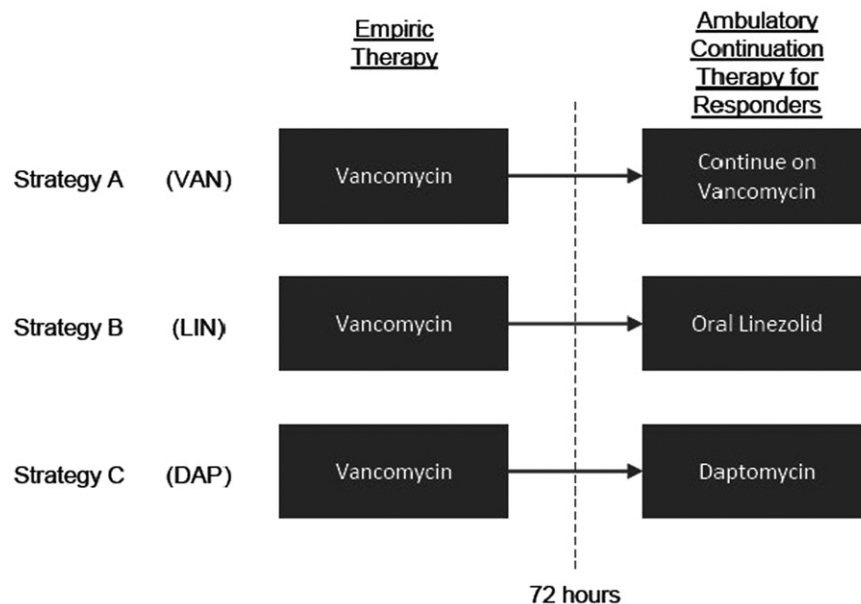 Empiric
Therapy
Ambulatory
Continuation
Therapy for
Responders
Strategy A (VAN)
Vancomycin
Continue on
Vancomycin
Strategy B (LIN)
Vancomycin
Oral Linezolid
Strategy C (DAP)
Vancomycin
Daptomycin
72 hours